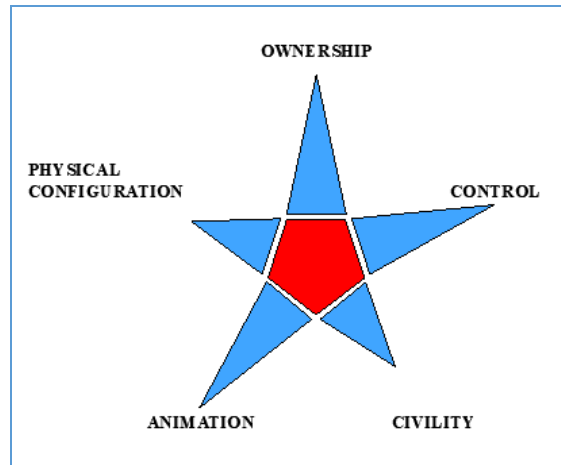 OWNERSHIP
PHYSICAL
CONFIGURATION
CONTROL
ANIMATION
CIVILITY